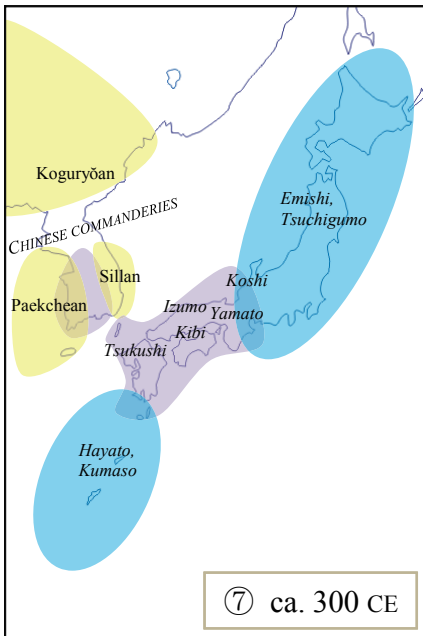 Koguryŏan
CHINESE COMMANDERIES
Emishi,
Tsuchigumo
Sillan
Koshi
Paekchean
Izumo
Yamato
Kibi
Tsukushi
Hayato,
Kumaso
⑦ ca. 300 CE